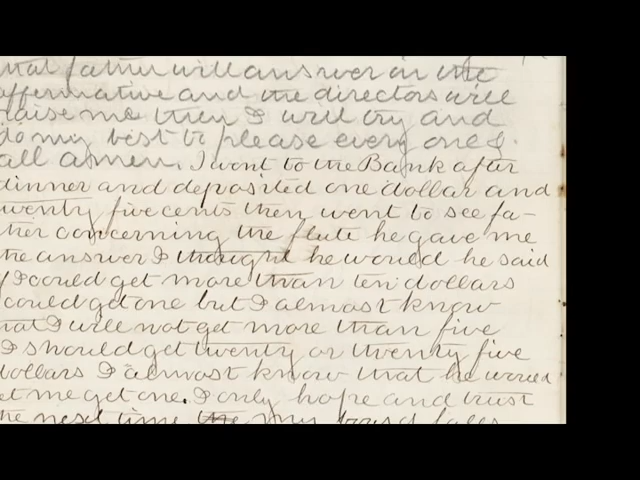 that father will answer in the
affirmative and the directors will
raise me then I will try and
do my best to please every one &
all amen. I went to the Bank after
dinner and deposited one dollar and
twenty five cents then went to see fa-
ther concerning the flute he gave me
the answer I thought he would he said
if I could get more than ten dollars
I could get one but I almost know
that I will not get more than five
I should get twenty or twenty five
dollars I almost know that he would
let me get one. I only hope and trust
the next time the my board